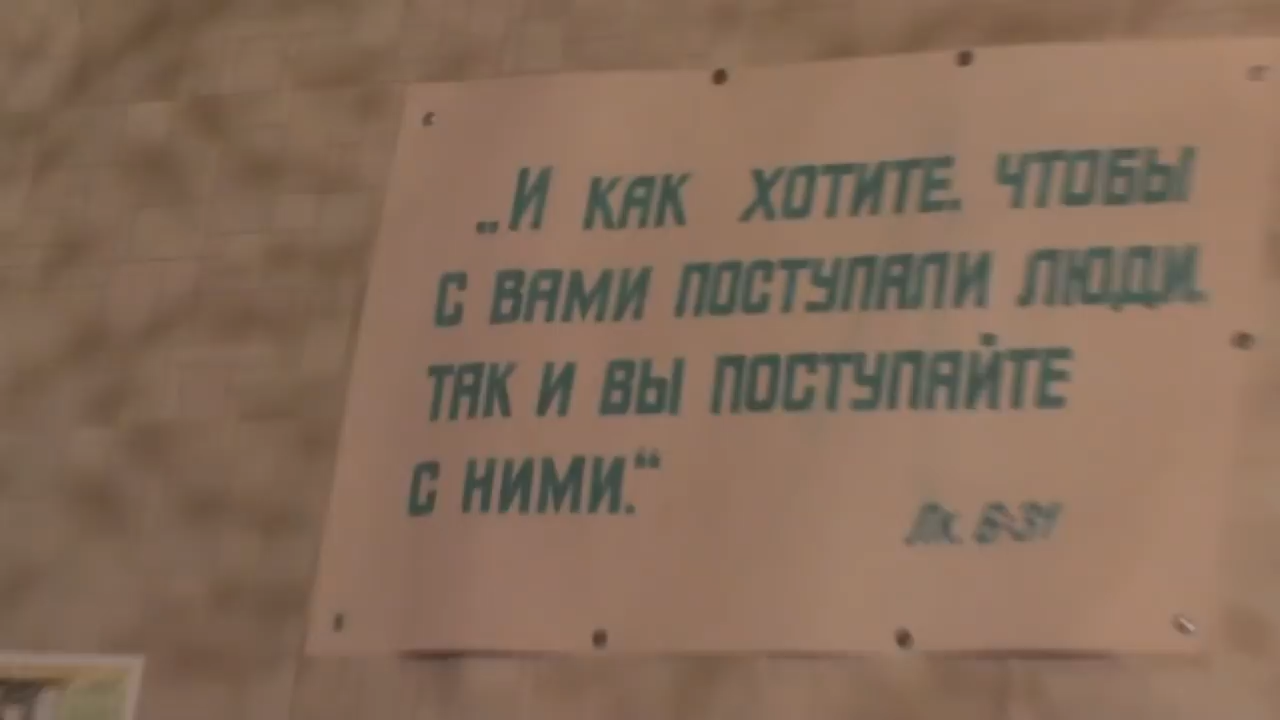 „И КАК ХОТИТЕ, ЧТОБЫ
С ВАМИ ПОСТУПАЛИ ЛЮДИ,
ТАК И ВЫ ПОСТУПАЙТЕ
С НИМИ.“
Лк. 6-31